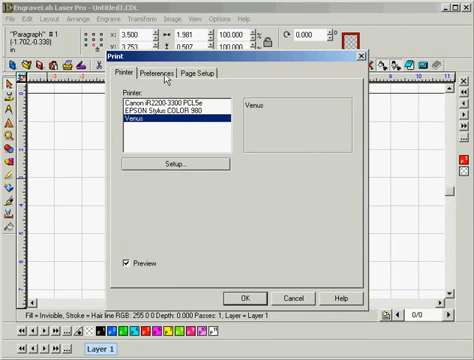 EngraveLab Laser Pro - Untitled1.CDL
File Edit Layout Arrange Engrave Transform Image View Options Help
"Paragraph" # 1
(-1.702,-0.338)
x: 3.500
1.981
100.000
0.000
y: 3.753
0.507
100.000
Print
Printer Preferences Page Setup
Printer:
Canon iR2200-3300 PCL5e
EPSON Stylus COLOR 980
Venus
Venus
Setup...
Preview
OK Cancel Help
Fill = Invisible, Stroke = Hair line RGB: 255 0 0 Depth: 0.000 Passes: 1, Layer = Layer 1
0/0
Layer 1